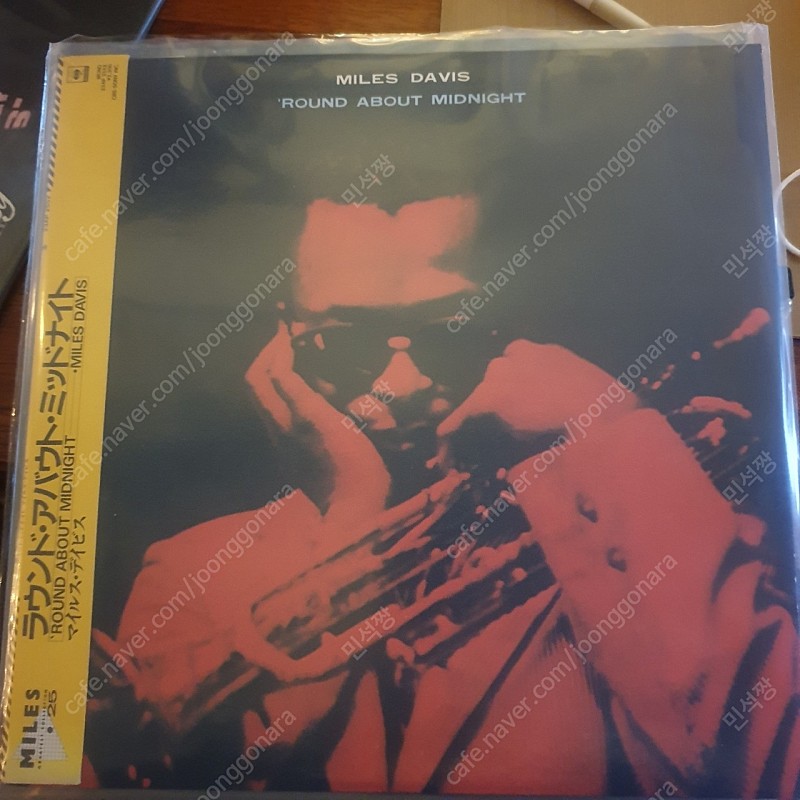 MILES DAVIS
'ROUND ABOUT MIDNIGHT
ラウンド・アバウト・ミッドナイト
'ROUND ABOUT MIDNIGHT
・MILES DAVIS
マイルス・デイビス
MILES
25
cafe.naver.com/joonggonara
민석짱